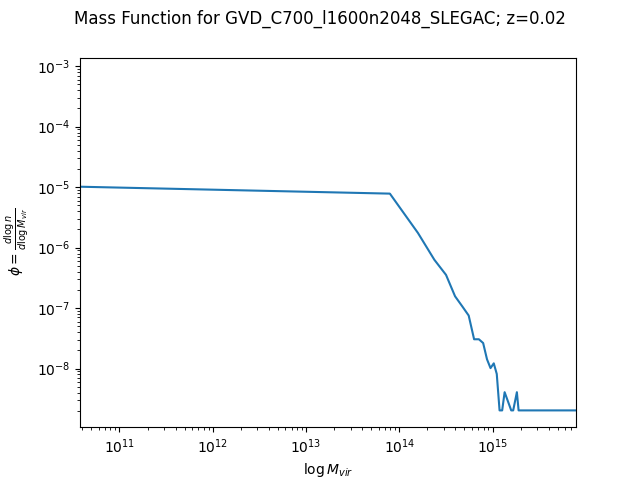 Mass Function for GVD_C700_l1600n2048_SLEGAC; z=0.02
10⁻³
10⁻⁴
10⁻⁵
10⁻⁶
10⁻⁷
10⁻⁸
ϕ = d log n / d log M_vir
10¹¹ 10¹² 10¹³ 10¹⁴ 10¹⁵
log M_vir